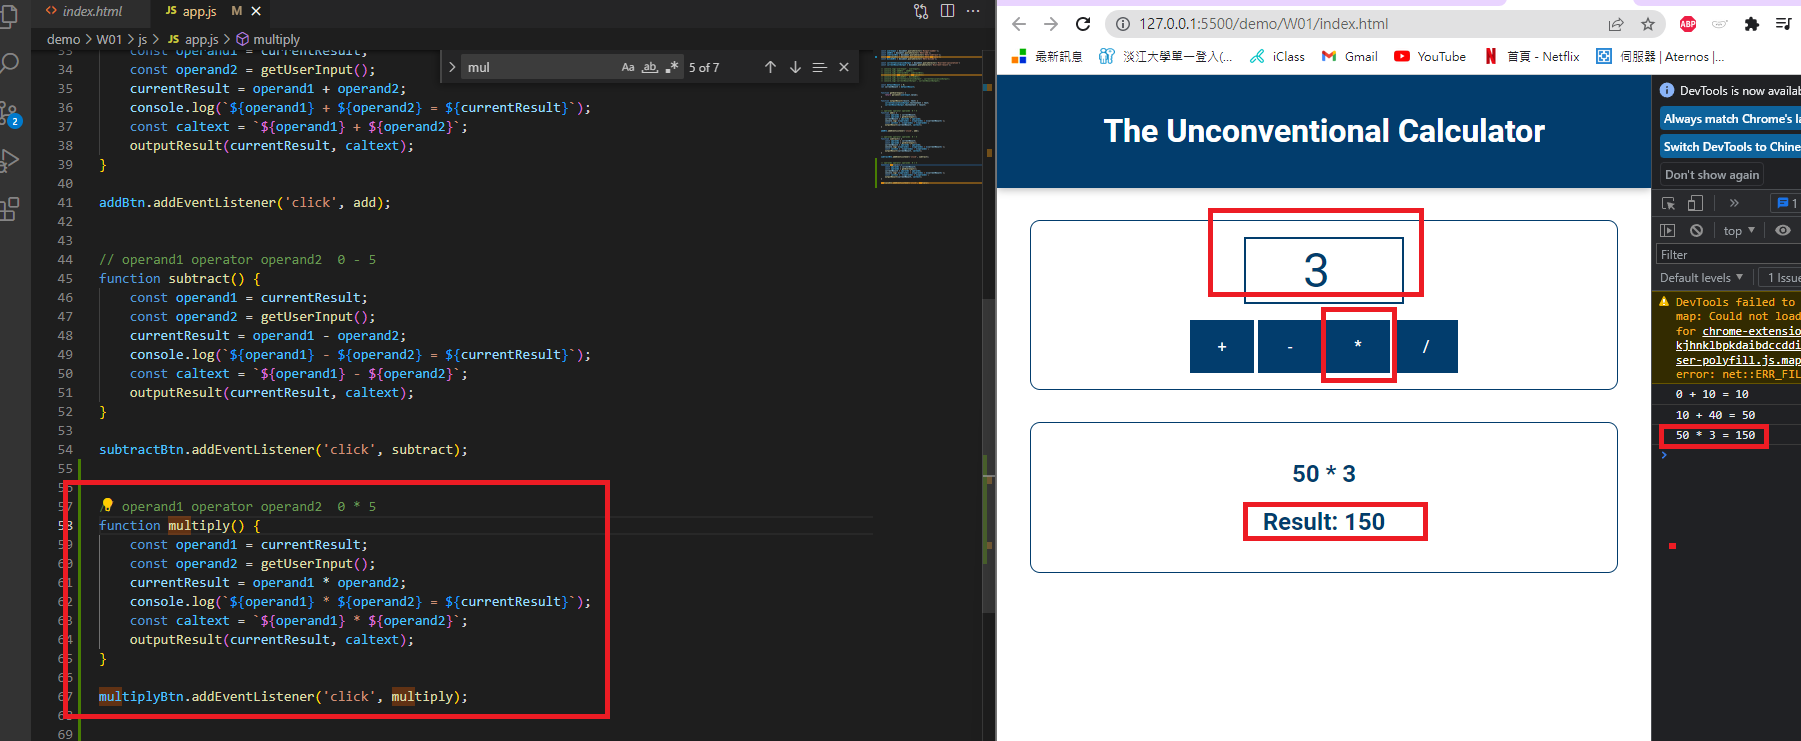 index.html
JS app.js M
demo > W01 > js > JS app.js > multiply
mul
Aa ab
5 of 7
34 const operand2 = getUserInput();
35 currentResult = operand1 + operand2;
36 console.log(`${operand1} + ${operand2} = ${currentResult}`);
37 const caltext = `${operand1} + ${operand2}`;
38 outputResult(currentResult, caltext);
39 }
40
41 addBtn.addEventListener('click', add);
42
43
44 // operand1 operator operand2  0 - 5
45 function subtract() {
46 const operand1 = currentResult;
47 const operand2 = getUserInput();
48 currentResult = operand1 - operand2;
49 console.log(`${operand1} - ${operand2} = ${currentResult}`);
50 const caltext = `${operand1} - ${operand2}`;
51 outputResult(currentResult, caltext);
52 }
53
54 subtractBtn.addEventListener('click', subtract);
55
56
57 operand1 operator operand2  0 * 5
58 function multiply() {
59 const operand1 = currentResult;
60 const operand2 = getUserInput();
61 currentResult = operand1 * operand2;
62 console.log(`${operand1} * ${operand2} = ${currentResult}`);
63 const caltext = `${operand1} * ${operand2}`;
64 outputResult(currentResult, caltext);
65 }
66
67 multiplyBtn.addEventListener('click', multiply);
68
69
2
127.0.0.1:5500/demo/W01/index.html
ABP
最新訊息 淡江大學單一登入(... iClass Gmail YouTube 首頁 - Netflix 伺服器 | Aternos |...
The Unconventional Calculator
3
+ - * /
50 * 3
Result: 150
DevTools is now availab
Always match Chrome's la
Switch DevTools to Chine
Don't show again
1
top
Filter
Default levels 1 Issue
DevTools failed to
map: Could not load
for chrome-extension
kjhnklbpkdaibdccddi
ser-polyfill.js.map
error: net::ERR_FIL
0 + 10 = 10
10 + 40 = 50
50 * 3 = 150